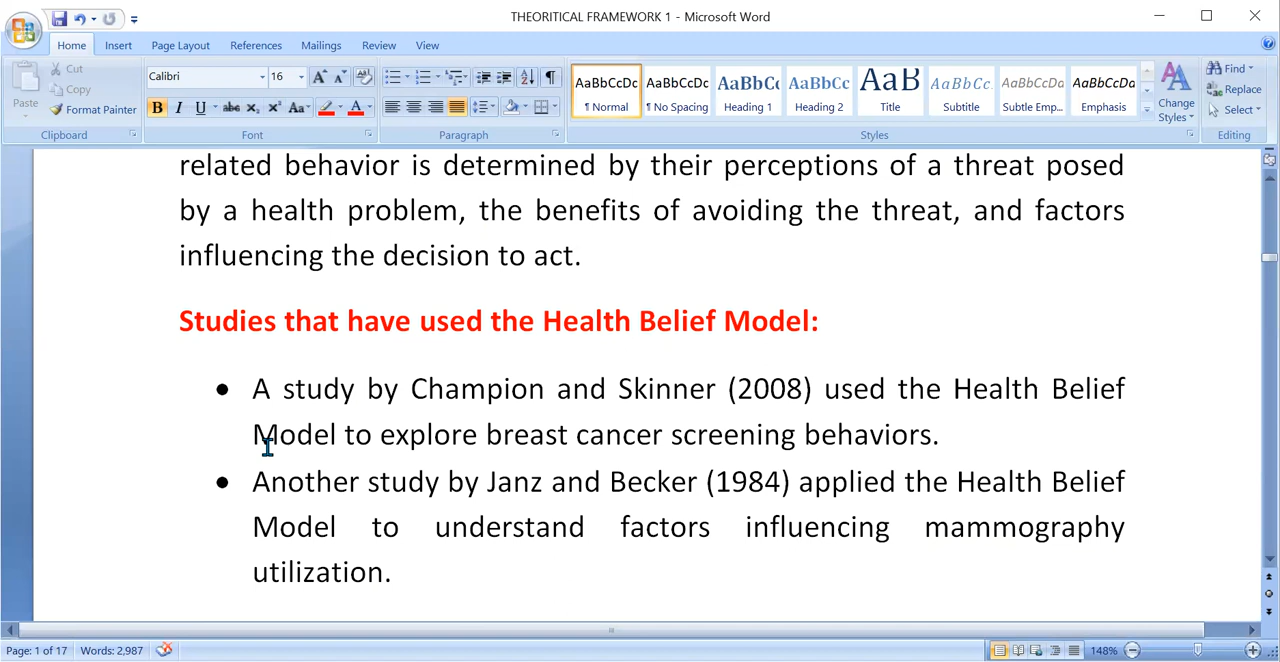 THEORITICAL FRAMEWORK 1 - Microsoft Word
Home Insert Page Layout References Mailings Review View
Paste
Cut
Copy
Format Painter
Clipboard
Calibri 16
Font
Paragraph
AaBbCcDc AaBbCcDc AaBbCc AaBbCc AaB AaBbCc. AaBbCcDa AaBbCcDa
¶ Normal ¶ No Spacing Heading 1 Heading 2 Title Subtitle Subtle Emp... Emphasis
Change
Styles
Styles
Find
Replace
Select
Editing
related behavior is determined by their perceptions of a threat posed
by a health problem, the benefits of avoiding the threat, and factors
influencing the decision to act.
Studies that have used the Health Belief Model:
• A study by Champion and Skinner (2008) used the Health Belief
Model to explore breast cancer screening behaviors.
• Another study by Janz and Becker (1984) applied the Health Belief
Model to understand factors influencing mammography
utilization.
Page: 1 of 17 Words: 2,987 148%